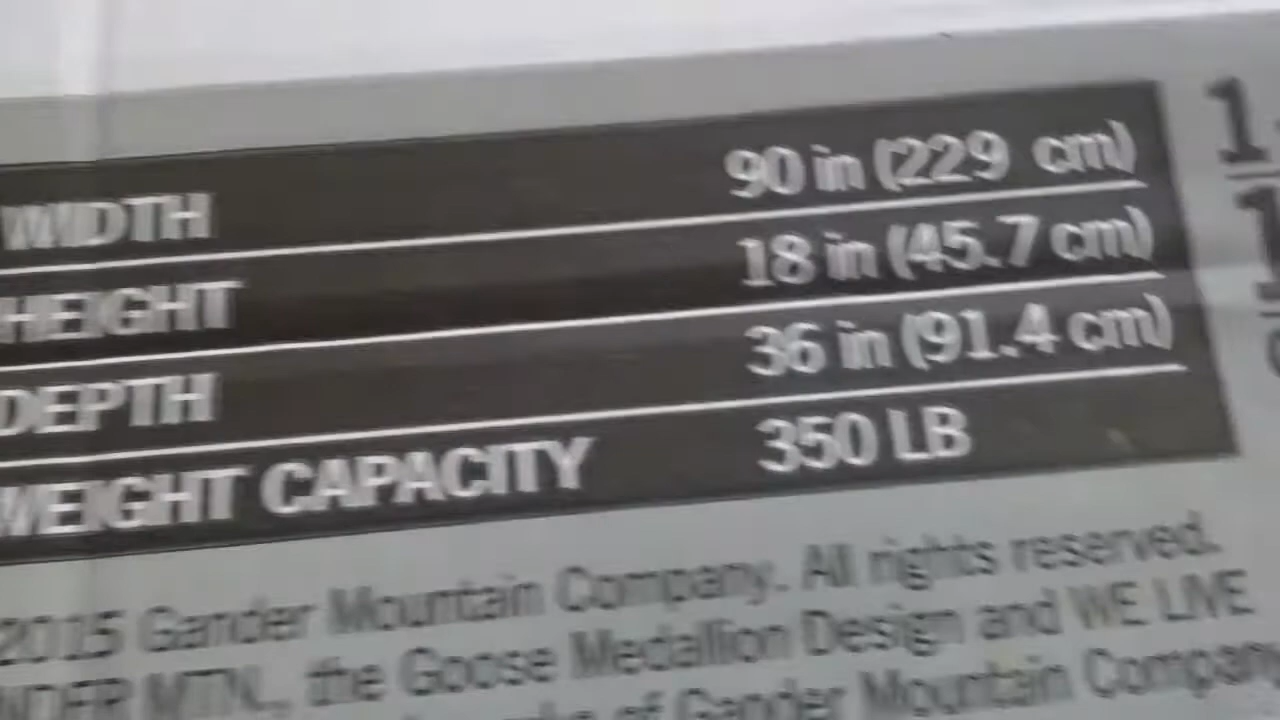 WIDTH 90 in (229 cm)
HEIGHT 18 in (45.7 cm)
DEPTH 36 in (91.4 cm)
WEIGHT CAPACITY 350 LB
2015 Gander Mountain Company. All rights reserved.
MTN., the Goose Medallion Design and WE LIVE
of Gander Mountain Company